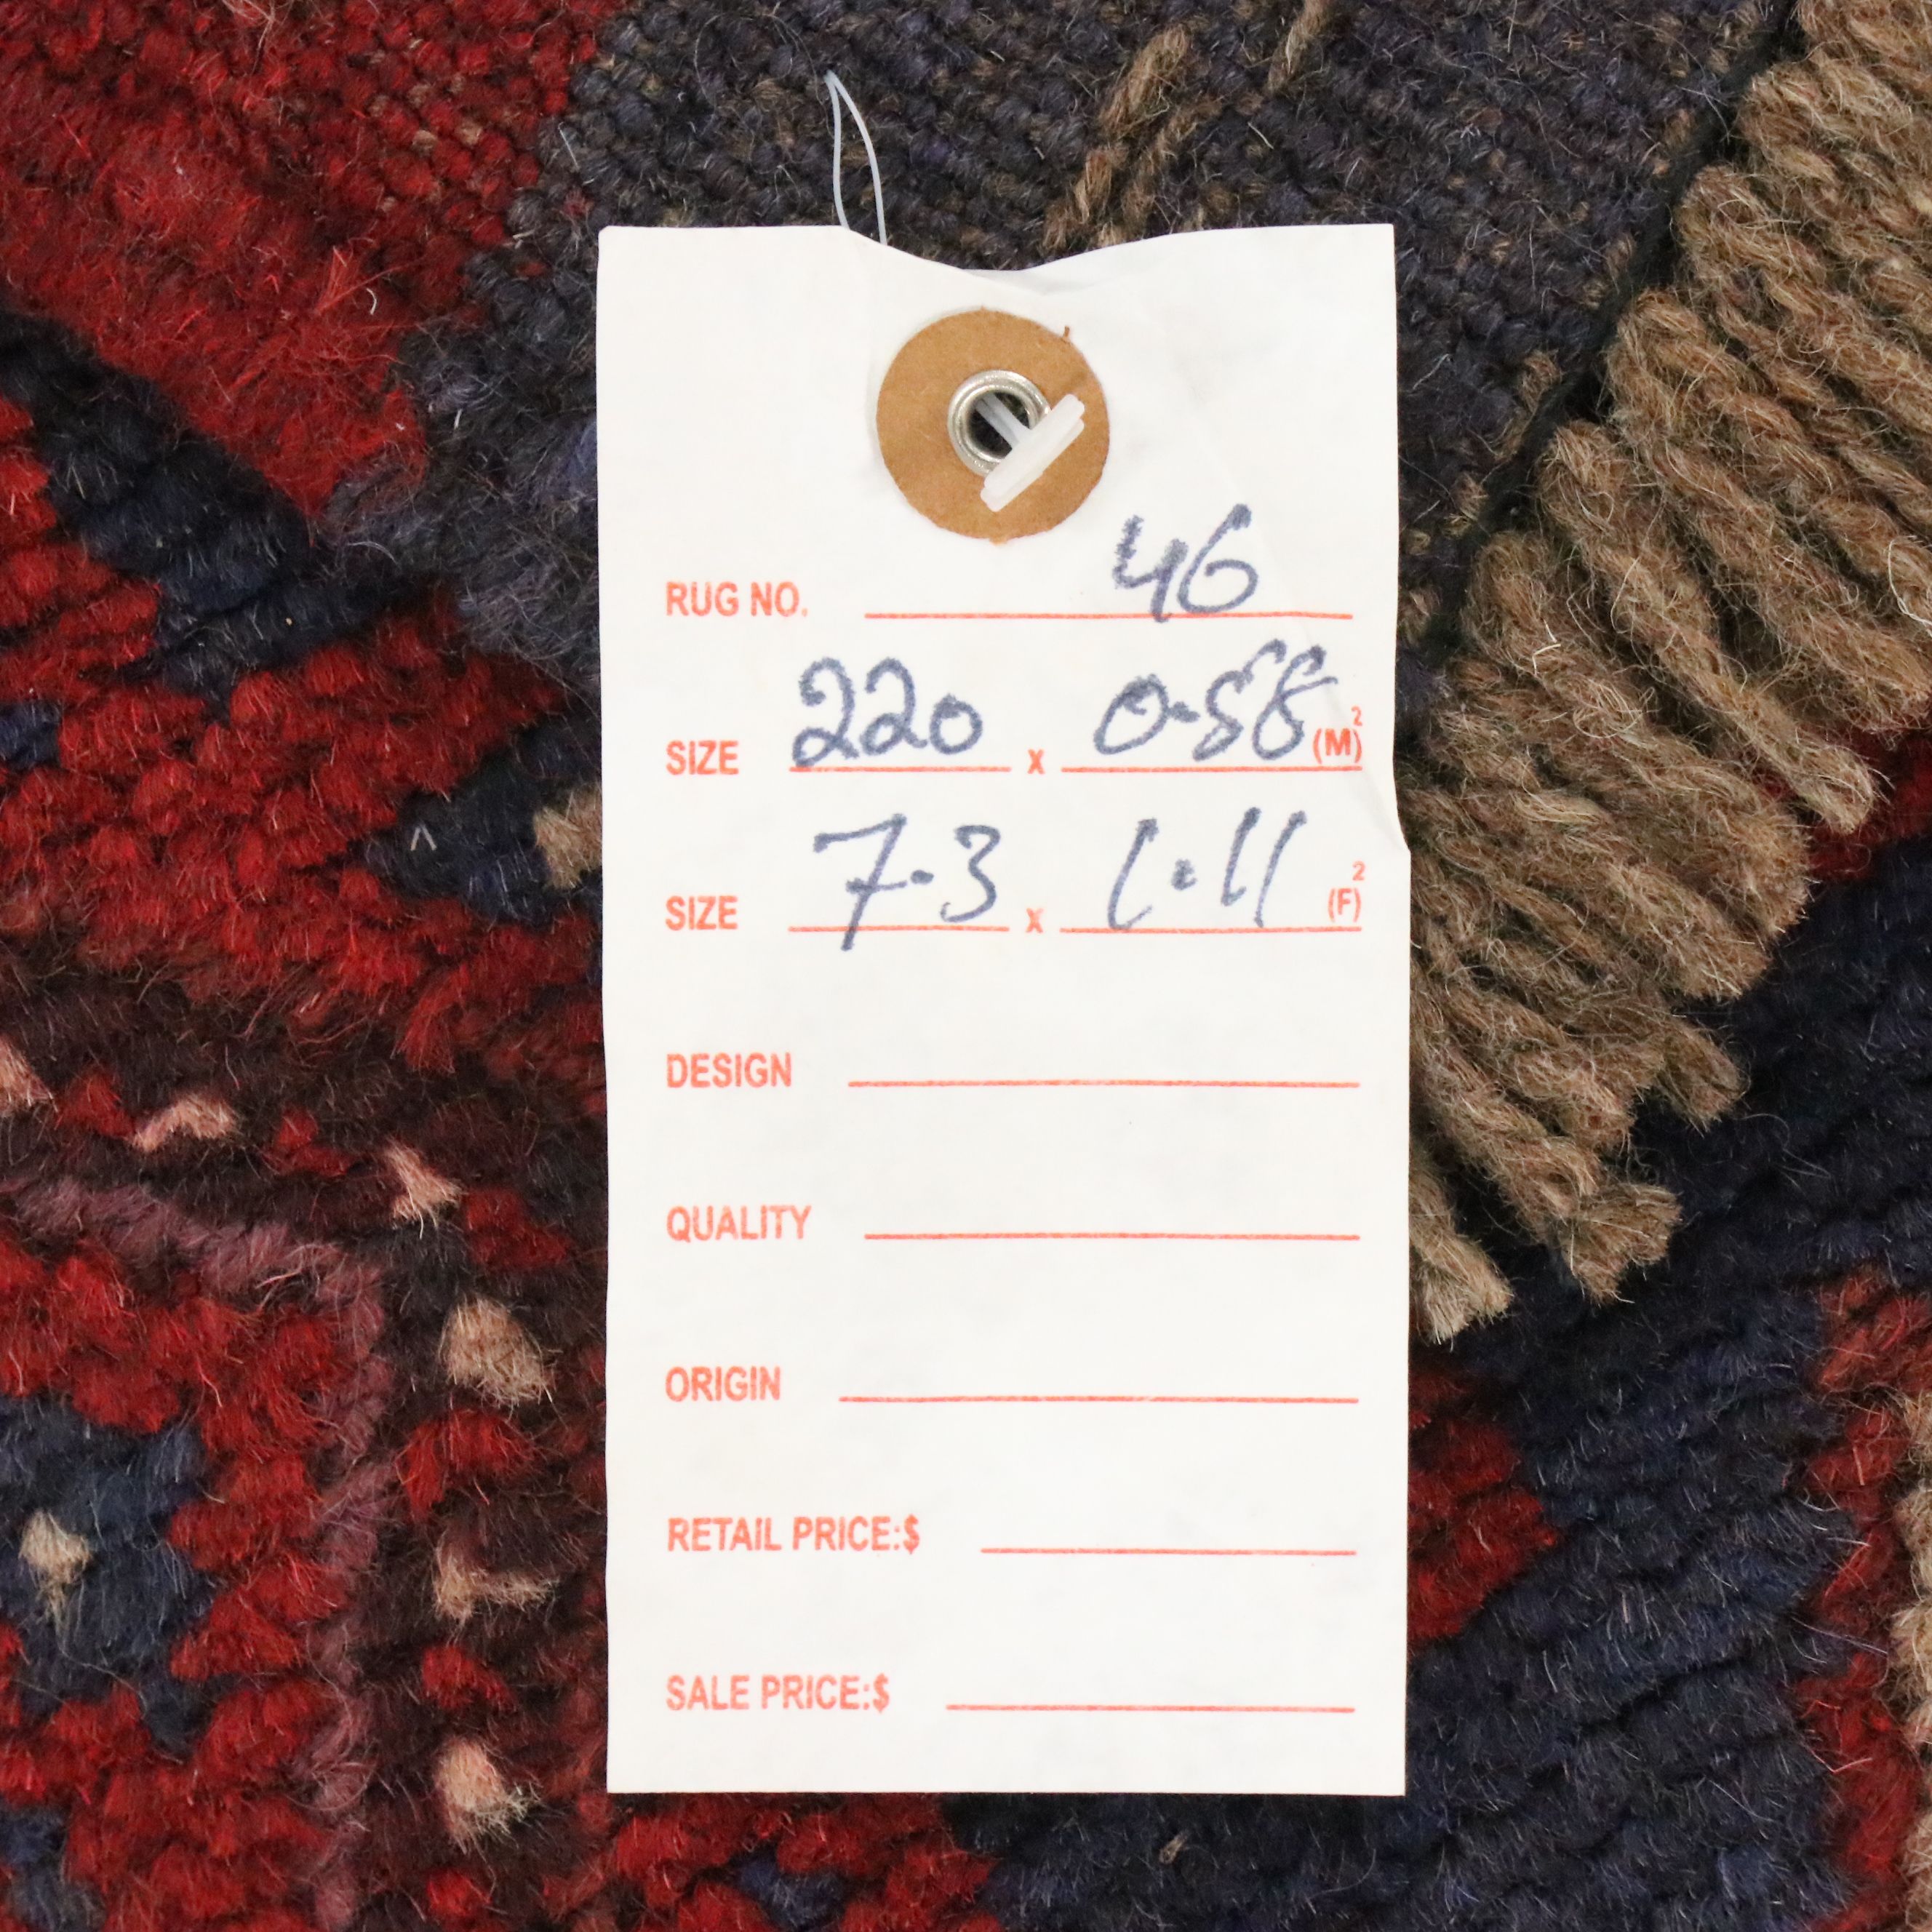 RUG NO. 46
SIZE 220 x 0.58 (M)²
SIZE 7.3 x 1.11 (F)²
DESIGN
QUALITY
ORIGIN
RETAIL PRICE:$
SALE PRICE:$